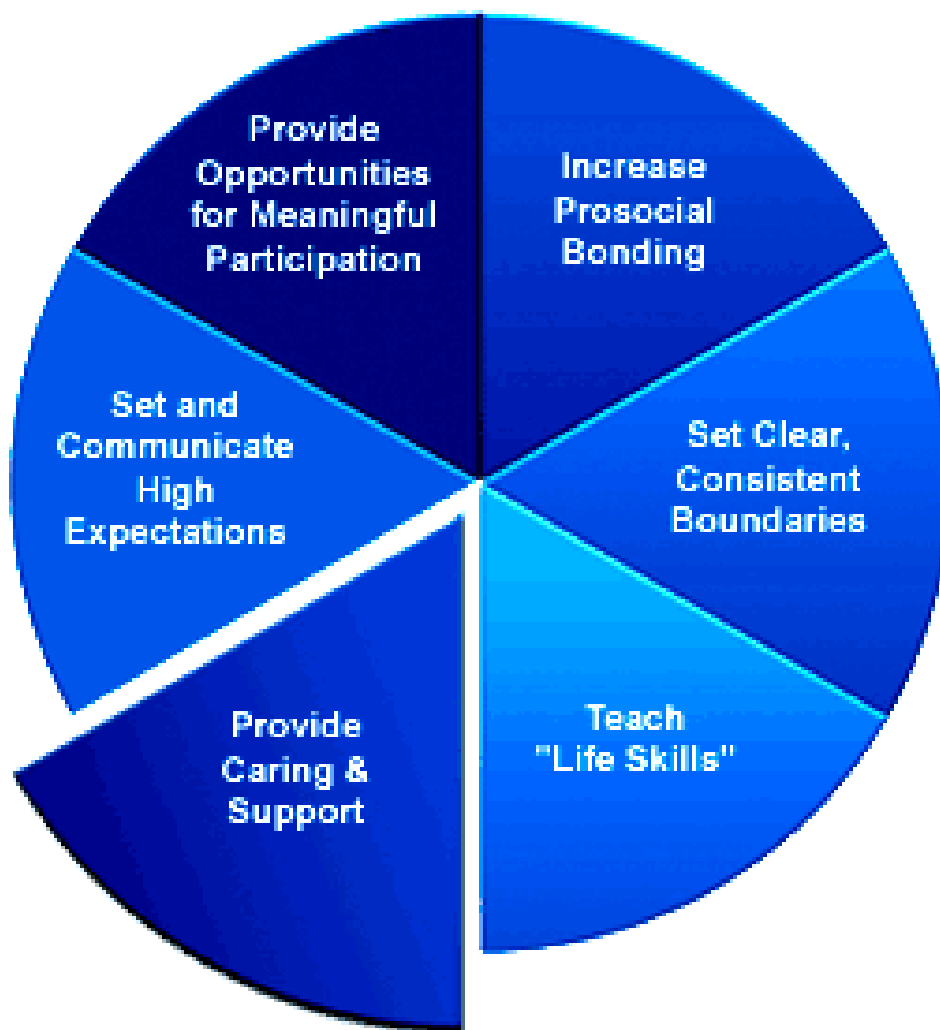 Provide
Opportunities
for Meaningful
Participation
Increase
Prosocial
Bonding
Set and
Communicate
High
Expectations
Set Clear,
Consistent
Boundaries
Provide
Caring &
Support
Teach
"Life Skills"